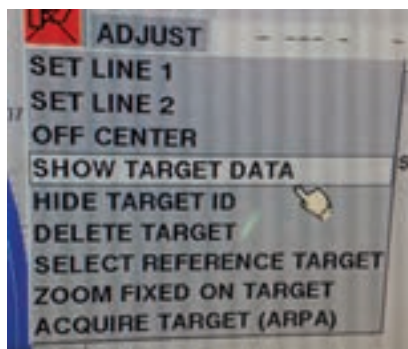 ADJUST
SET LINE 1
SET LINE 2
OFF CENTER
SHOW TARGET DATA
HIDE TARGET ID
DELETE TARGET
SELECT REFERENCE TARGET
ZOOM FIXED ON TARGET
ACQUIRE TARGET (ARPA)